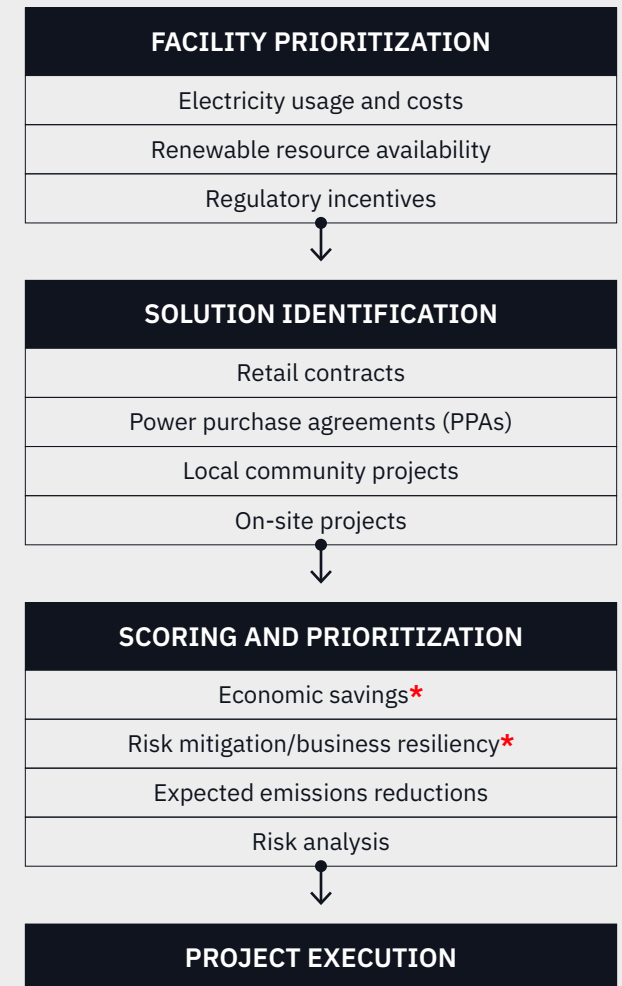 FACILITY PRIORITIZATION
Electricity usage and costs
Renewable resource availability
Regulatory incentives
SOLUTION IDENTIFICATION
Retail contracts
Power purchase agreements (PPAs)
Local community projects
On-site projects
SCORING AND PRIORITIZATION
Economic savings*
Risk mitigation/business resiliency*
Expected emissions reductions
Risk analysis
PROJECT EXECUTION